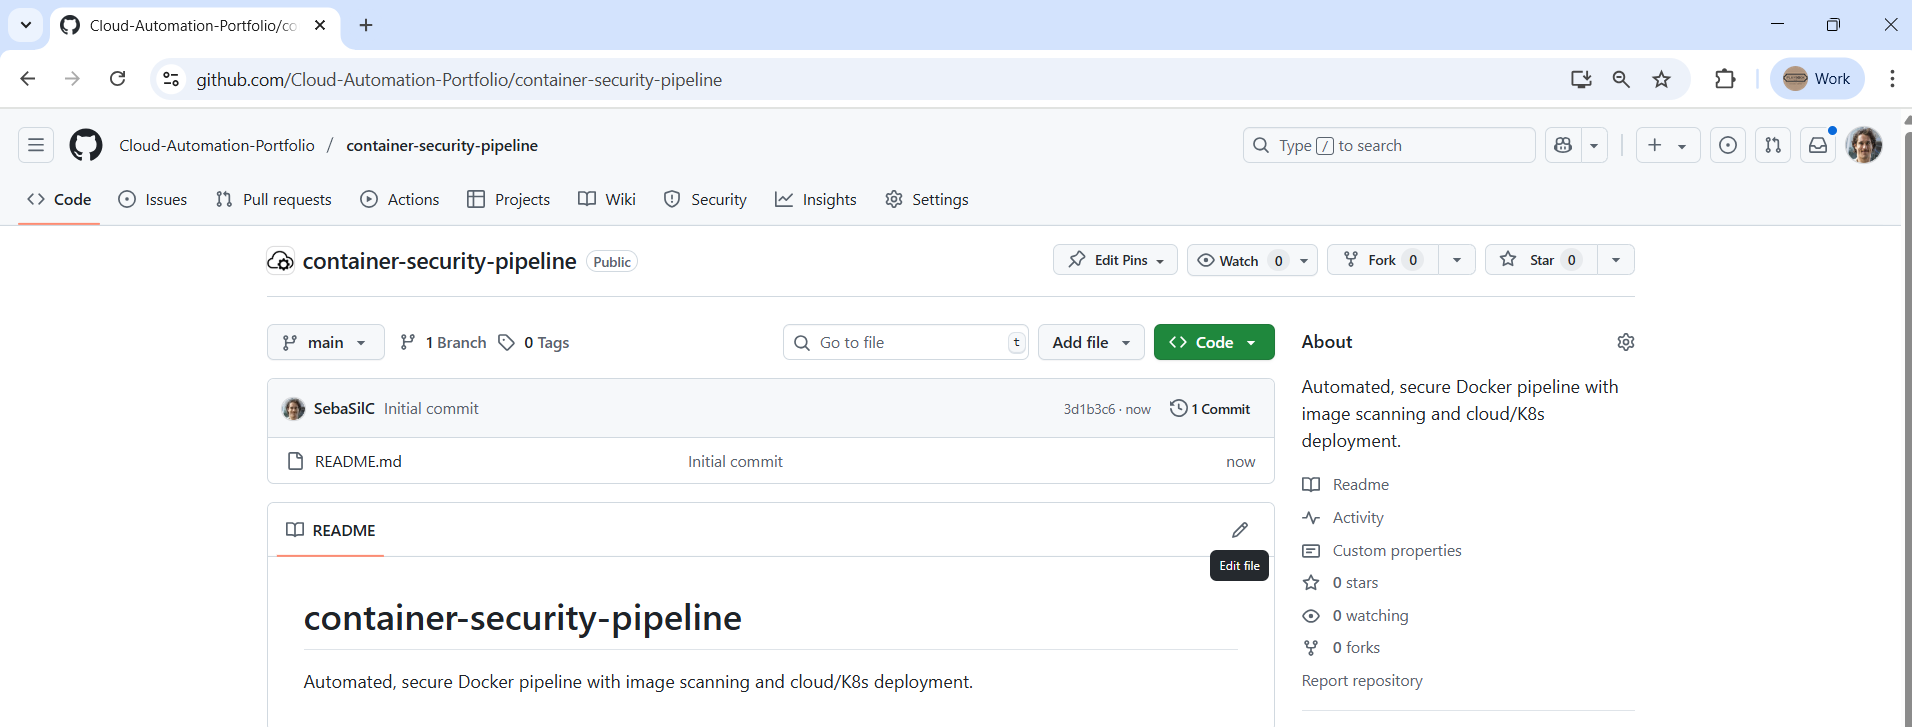 Cloud-Automation-Portfolio/co
github.com/Cloud-Automation-Portfolio/container-security-pipeline
Work
Cloud-Automation-Portfolio / container-security-pipeline
Type / to search
Code
Issues
Pull requests
Actions
Projects
Wiki
Security
Insights
Settings
container-security-pipeline Public
Edit Pins
Watch 0
Fork 0
Star 0
main
1 Branch
0 Tags
Go to file t
Add file
Code
SebaSilC Initial commit
3d1b3c6 · now
1 Commit
README.md Initial commit now
README
Edit file
container-security-pipeline
Automated, secure Docker pipeline with image scanning and cloud/K8s deployment.
About
Automated, secure Docker pipeline with
image scanning and cloud/K8s
deployment.
Readme
Activity
Custom properties
0 stars
0 watching
0 forks
Report repository